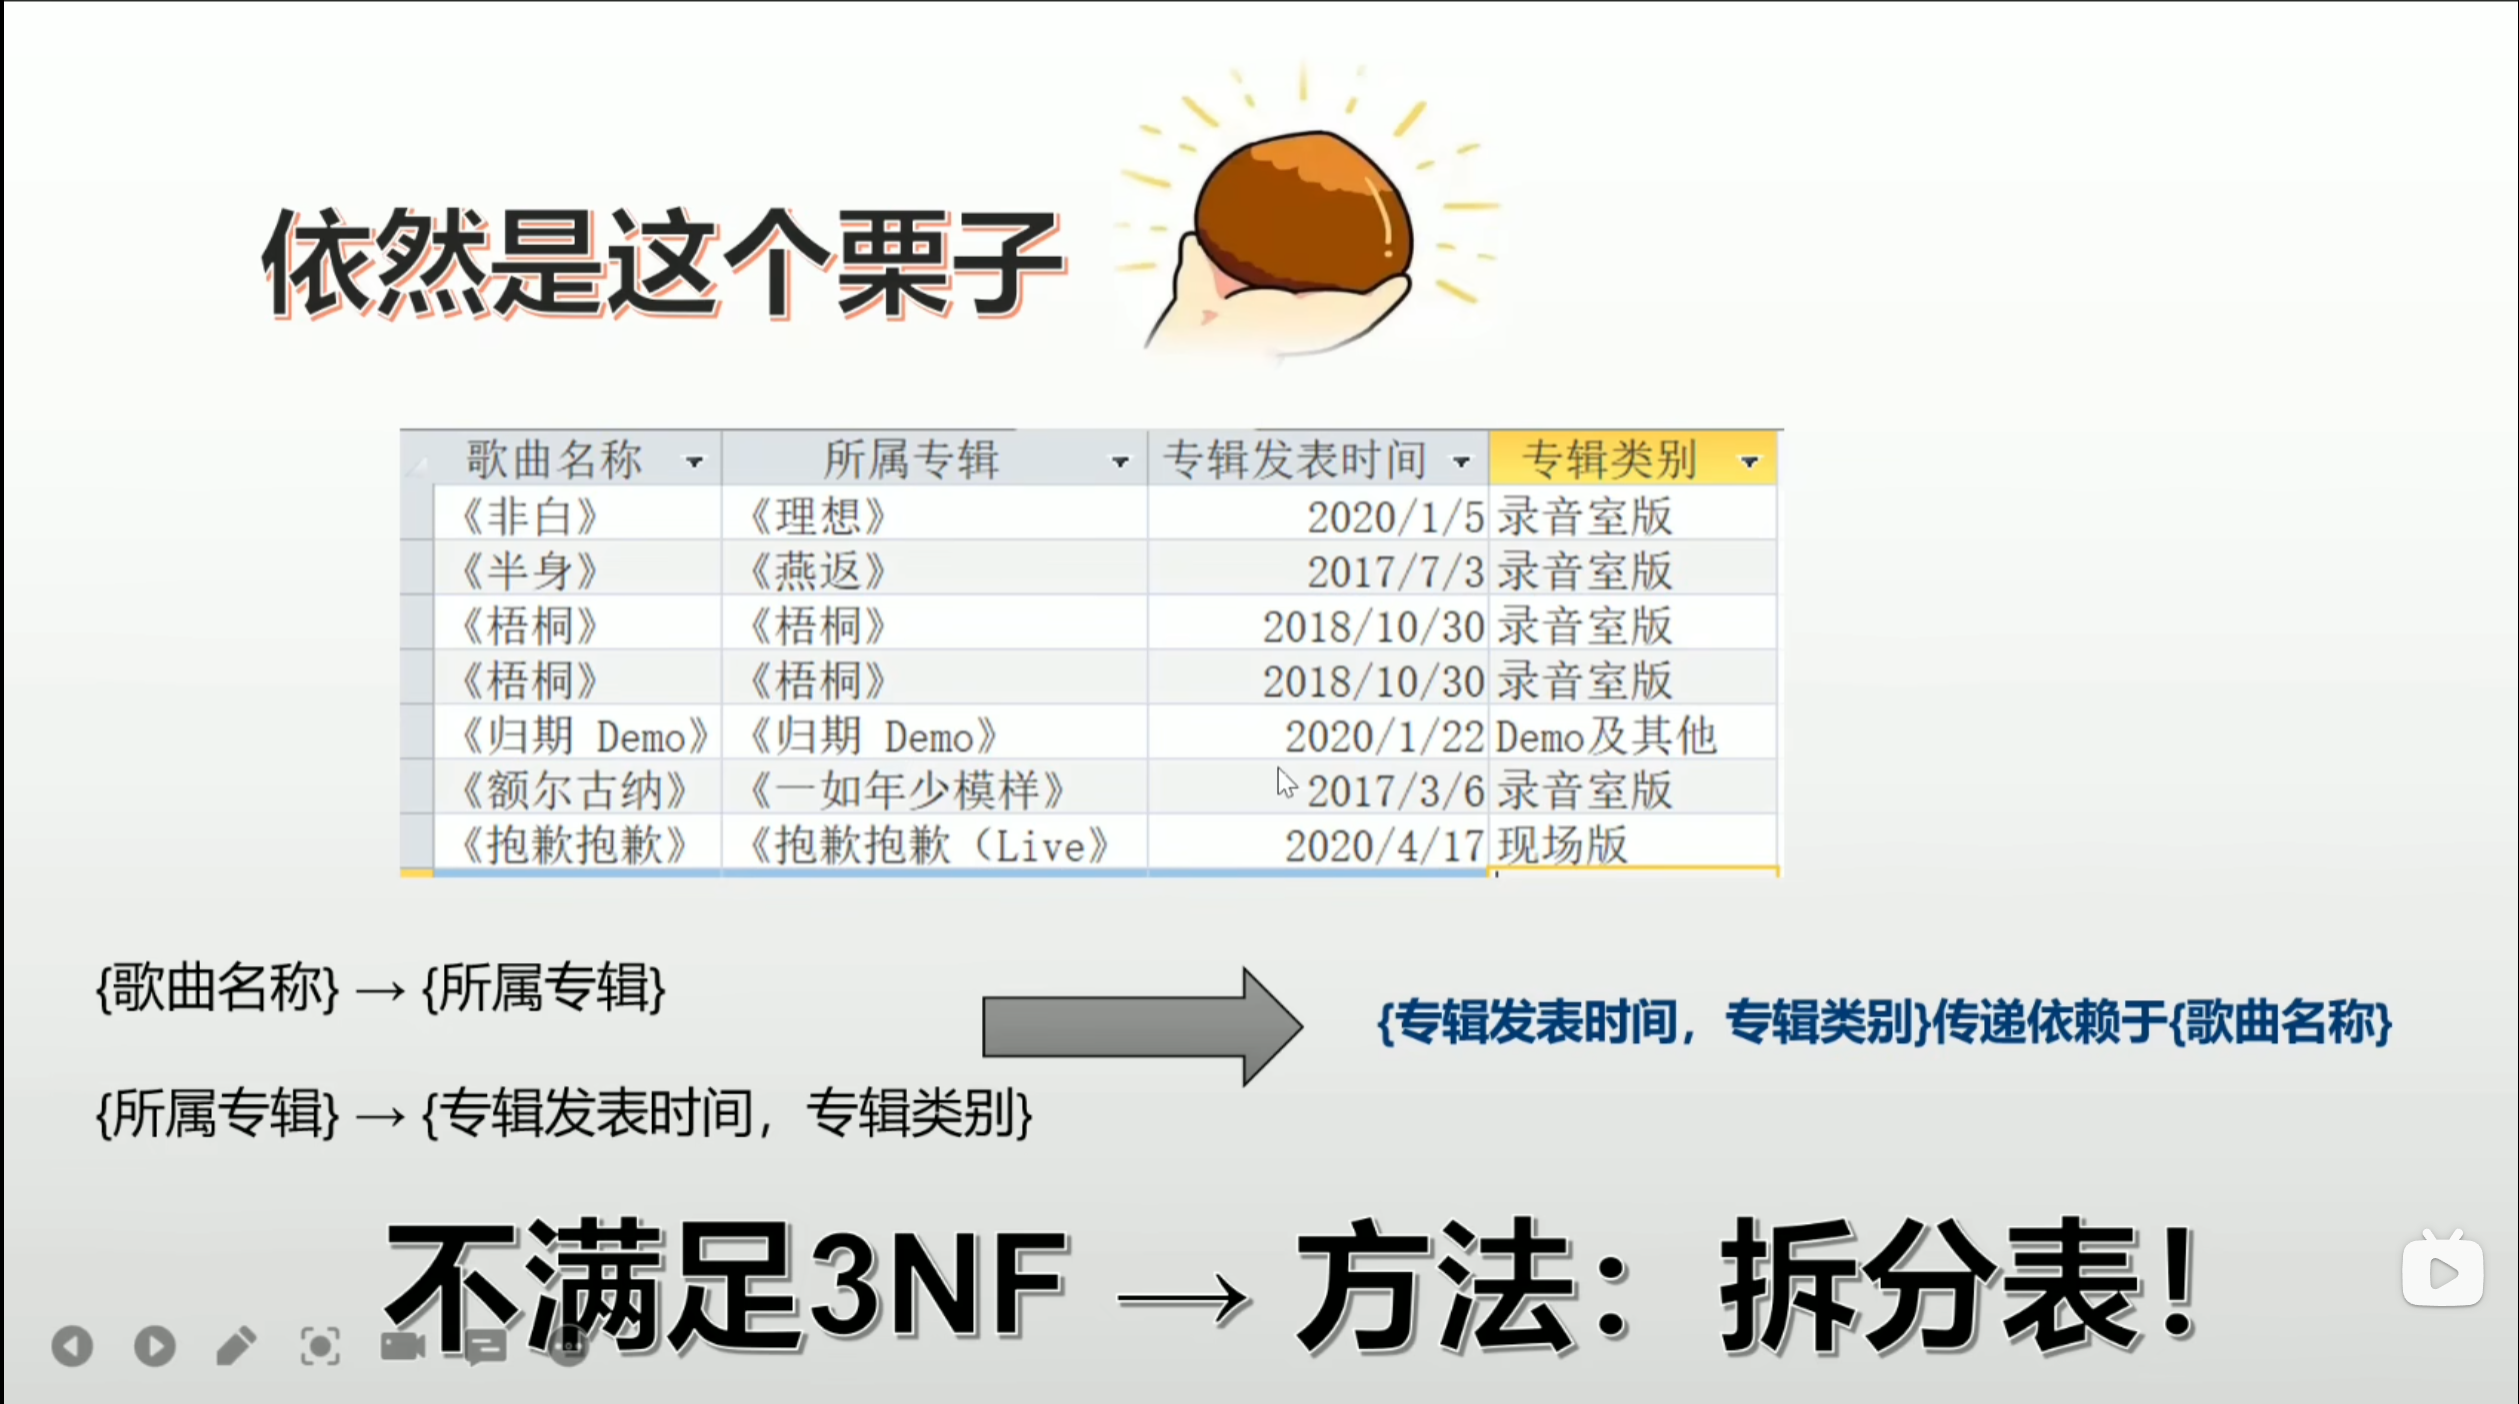 依然是这个栗子
歌曲名称 所属专辑 专辑发表时间 专辑类别
《非白》 《理想》 2020/1/5 录音室版
《半身》 《燕返》 2017/7/3 录音室版
《梧桐》 《梧桐》 2018/10/30 录音室版
《梧桐》 《梧桐》 2018/10/30 录音室版
《归期 Demo》 《归期 Demo》 2020/1/22 Demo及其他
《额尔古纳》 《一如年少模样》 2017/3/6 录音室版
《抱歉抱歉》 《抱歉抱歉（Live》 2020/4/17 现场版
{歌曲名称} → {所属专辑}
{专辑发表时间，专辑类别}传递依赖于{歌曲名称}
{所属专辑} → {专辑发表时间，专辑类别}
不满足3NF → 方法：拆分表！